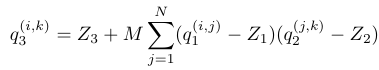 $q_3^{(i,k)} = Z_3 + M \sum_{j=1}^{N} (q_1^{(i,j)} - Z_1)(q_2^{(j,k)} - Z_2)$